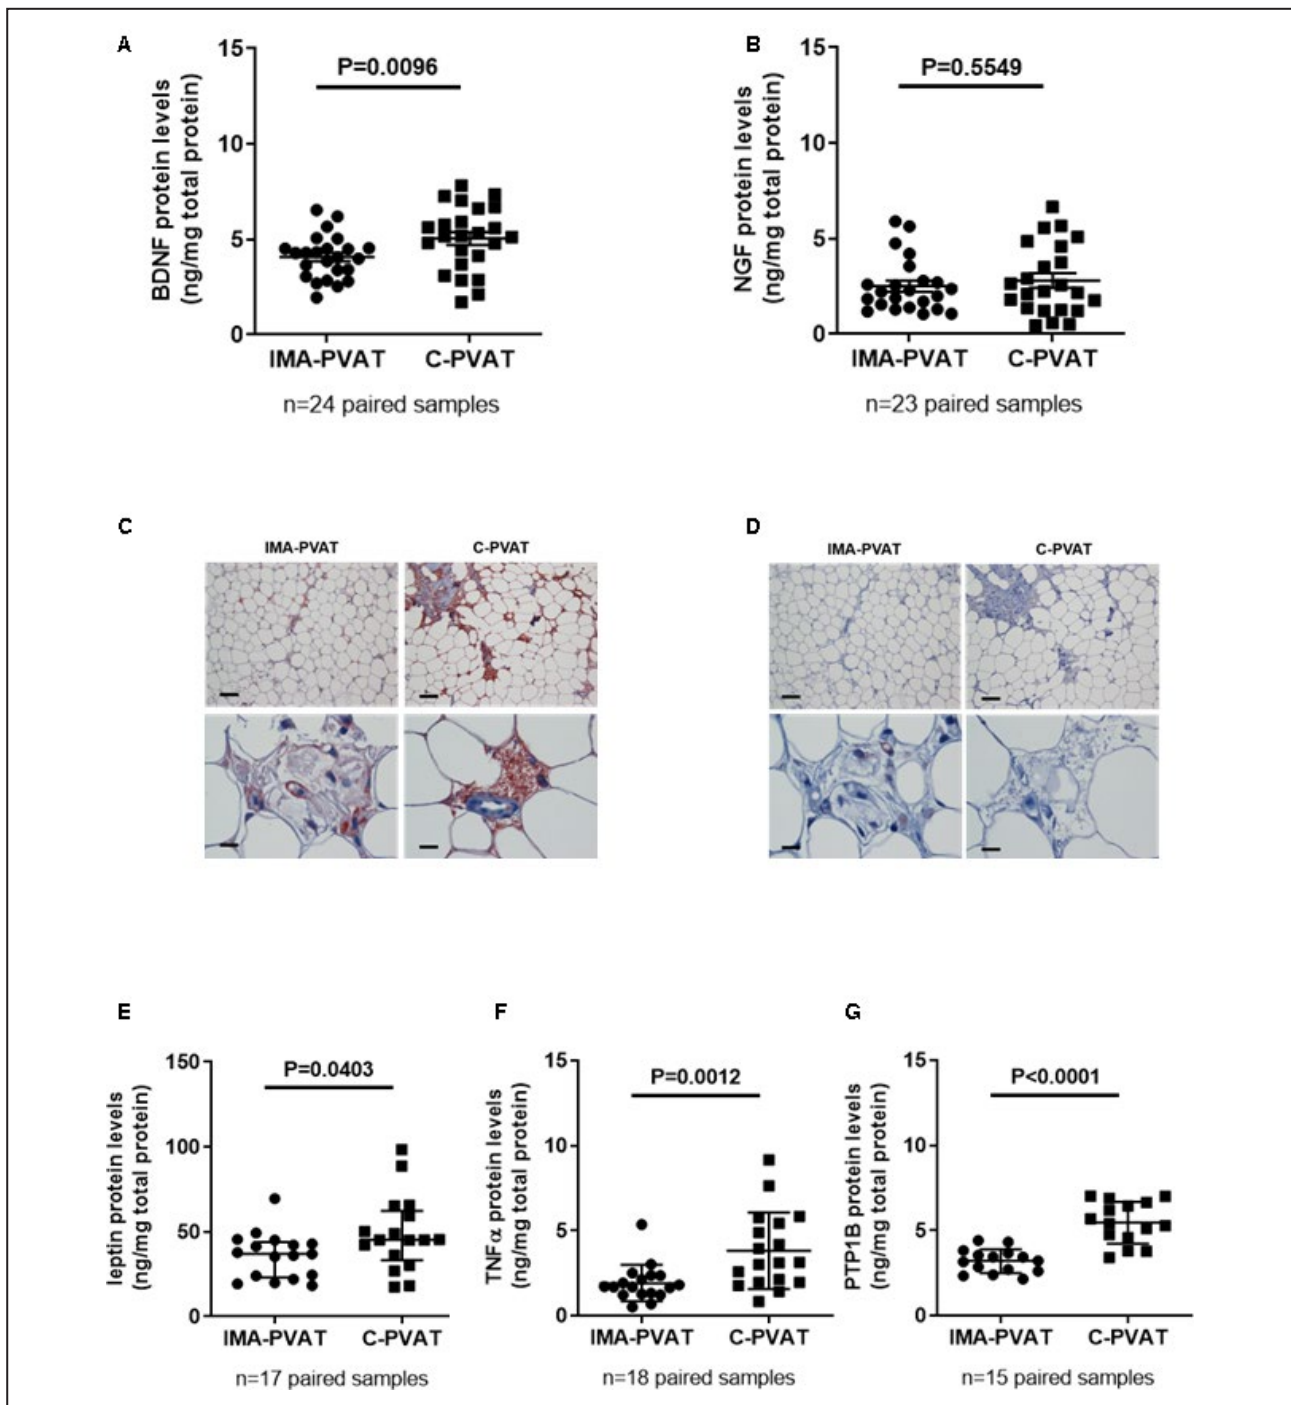 A
BDNF protein levels
(ng/mg total protein)
15
10
5
0
P=0.0096
IMA-PVAT C-PVAT
n=24 paired samples
B
NGF protein levels
(ng/mg total protein)
15
10
5
0
P=0.5549
IMA-PVAT C-PVAT
n=23 paired samples
C
IMA-PVAT C-PVAT
D
IMA-PVAT C-PVAT
E
leptin protein levels
(ng/mg total protein)
150
100
50
0
P=0.0403
IMA-PVAT C-PVAT
n=17 paired samples
F
TNFα protein levels
(ng/mg total protein)
15
10
5
0
P=0.0012
IMA-PVAT C-PVAT
n=18 paired samples
G
PTP1B protein levels
(ng/mg total protein)
15
10
5
0
P<0.0001
IMA-PVAT C-PVAT
n=15 paired samples